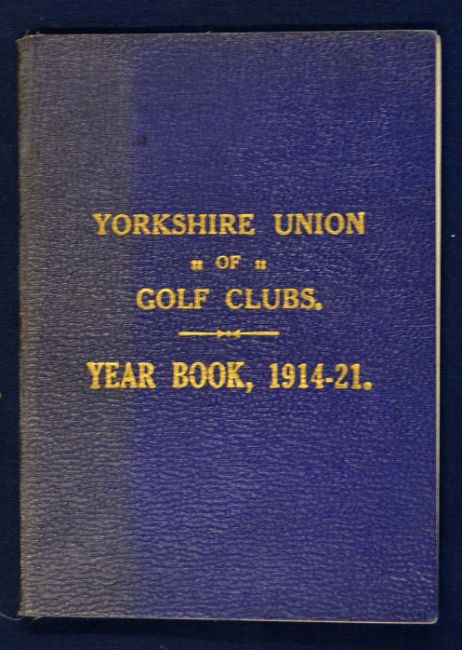 YORKSHIRE UNION
OF
GOLF CLUBS.
YEAR BOOK, 1914-21.